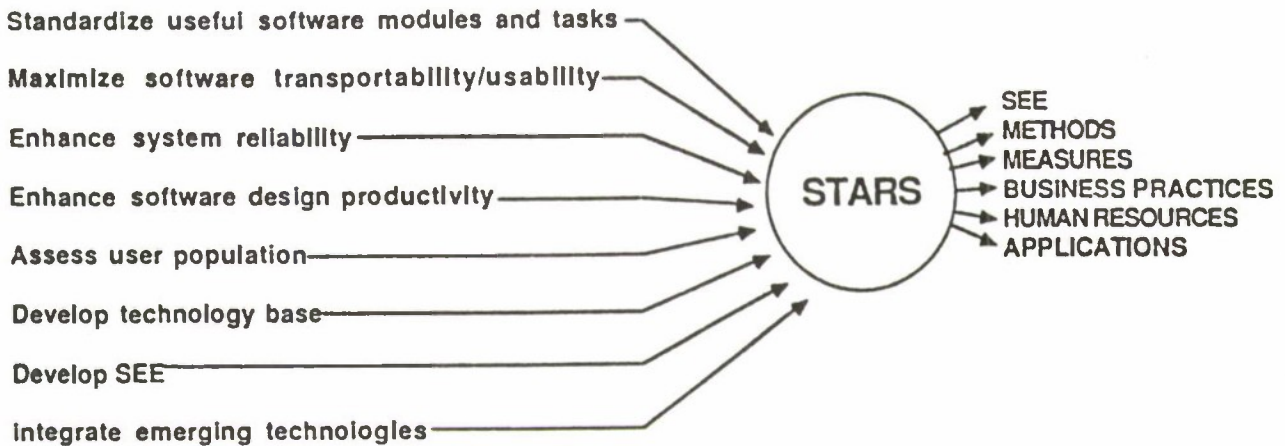 Standardize useful software modules and tasks
Maximize software transportability/usability
Enhance system reliability
Enhance software design productivity
Assess user population
Develop technology base
Develop SEE
Integrate emerging technologies
STARS
SEE
METHODS
MEASURES
BUSINESS PRACTICES
HUMAN RESOURCES
APPLICATIONS